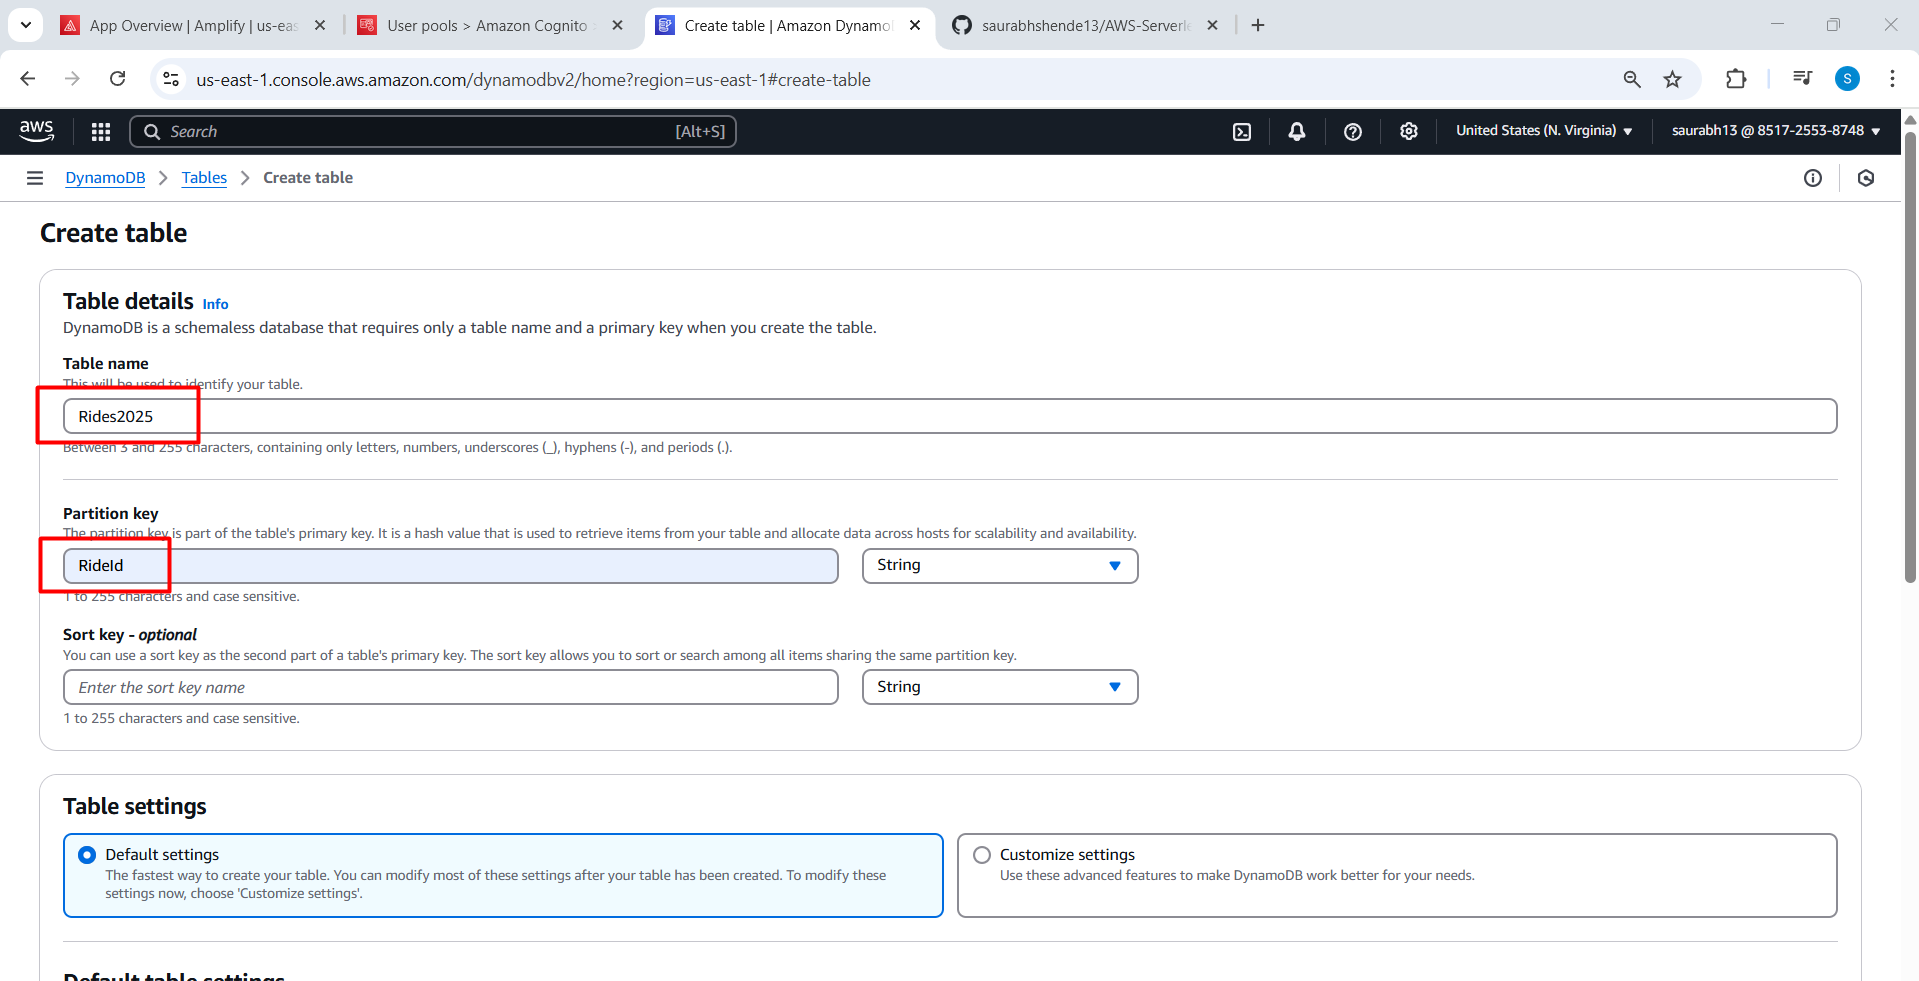 App Overview | Amplify | us-eas
User pools > Amazon Cognito
Create table | Amazon Dynamo
saurabhshende13/AWS-Serverle
us-east-1.console.aws.amazon.com/dynamodbv2/home?region=us-east-1#create-table
S
aws
Search
[Alt+S]
United States (N. Virginia)
saurabh13 @ 8517-2553-8748
DynamoDB
Tables
Create table
Create table
Table details Info
DynamoDB is a schemaless database that requires only a table name and a primary key when you create the table.
Table name
This will be used to identify your table.
Rides2025
Between 3 and 255 characters, containing only letters, numbers, underscores (_), hyphens (-), and periods (.).
Partition key
The partition key is part of the table's primary key. It is a hash value that is used to retrieve items from your table and allocate data across hosts for scalability and availability.
RideId
String
1 to 255 characters and case sensitive.
Sort key - optional
You can use a sort key as the second part of a table's primary key. The sort key allows you to sort or search among all items sharing the same partition key.
Enter the sort key name
String
1 to 255 characters and case sensitive.
Table settings
Default settings
The fastest way to create your table. You can modify most of these settings after your table has been created. To modify these
settings now, choose 'Customize settings'.
Customize settings
Use these advanced features to make DynamoDB work better for your needs.
Default table settings